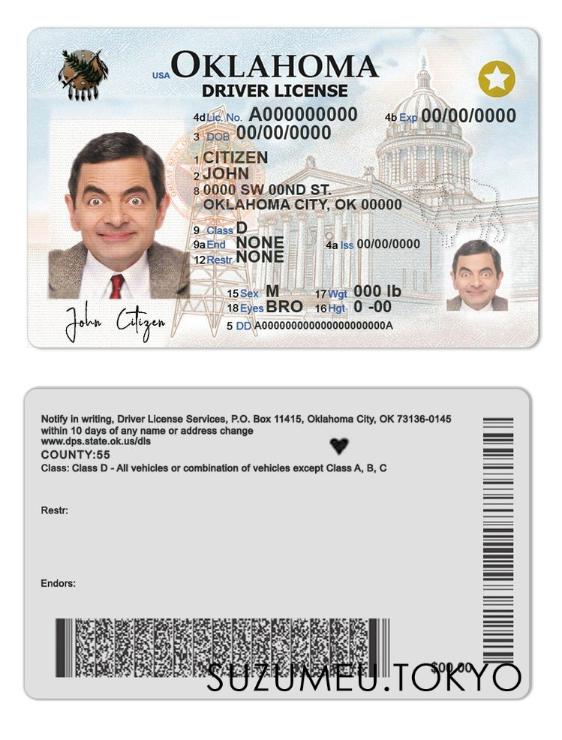 USA OKLAHOMA
DRIVER LICENSE
4d Lic. No. A000000000 4b Exp 00/00/0000
3 DOB 00/00/0000
1 CITIZEN
2 JOHN
8 0000 SW 00ND ST.
OKLAHOMA CITY, OK 00000
9 Class D
9a End NONE 4a Iss 00/00/0000
12 Restr NONE
15 Sex M 17 Wgt 000 lb
18 Eyes BRO 16 Hgt 0 -00
John Citizen
5 DD A000000000000000000000A
Notify in writing, Driver License Services, P.O. Box 11415, Oklahoma City, OK 73136-0145
within 10 days of any name or address change
www.dps.state.ok.us/dls
COUNTY:55
Class: Class D - All vehicles or combination of vehicles except Class A, B, C
Restr:
Endors:
$00.00
SUZUMEU.TOKYO